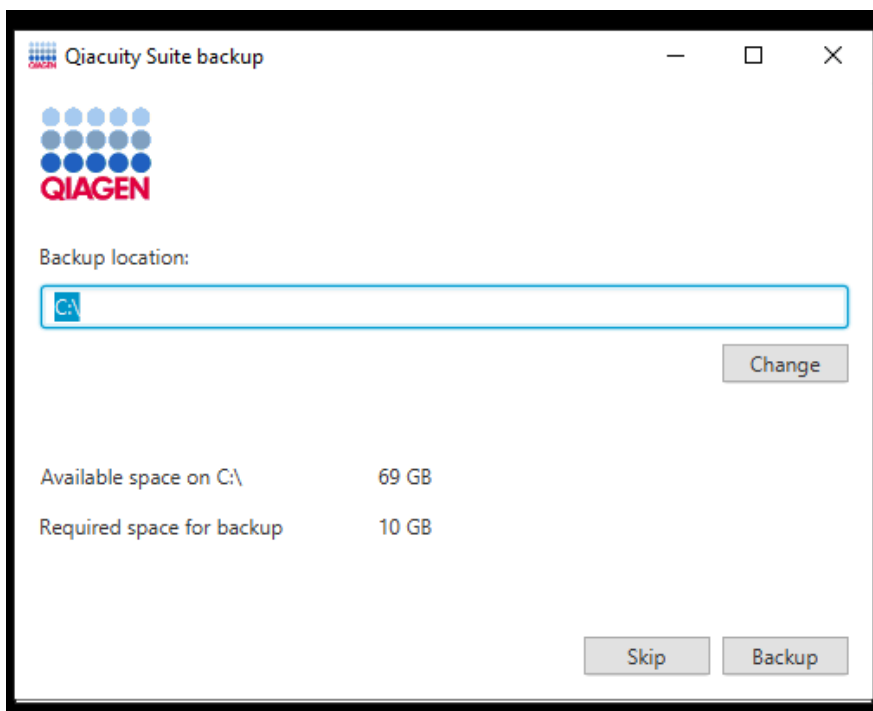 Qiacuity Suite backup
QIAGEN
Backup location:
C:\
Change
Available space on C:\ 69 GB
Required space for backup 10 GB
Skip Backup